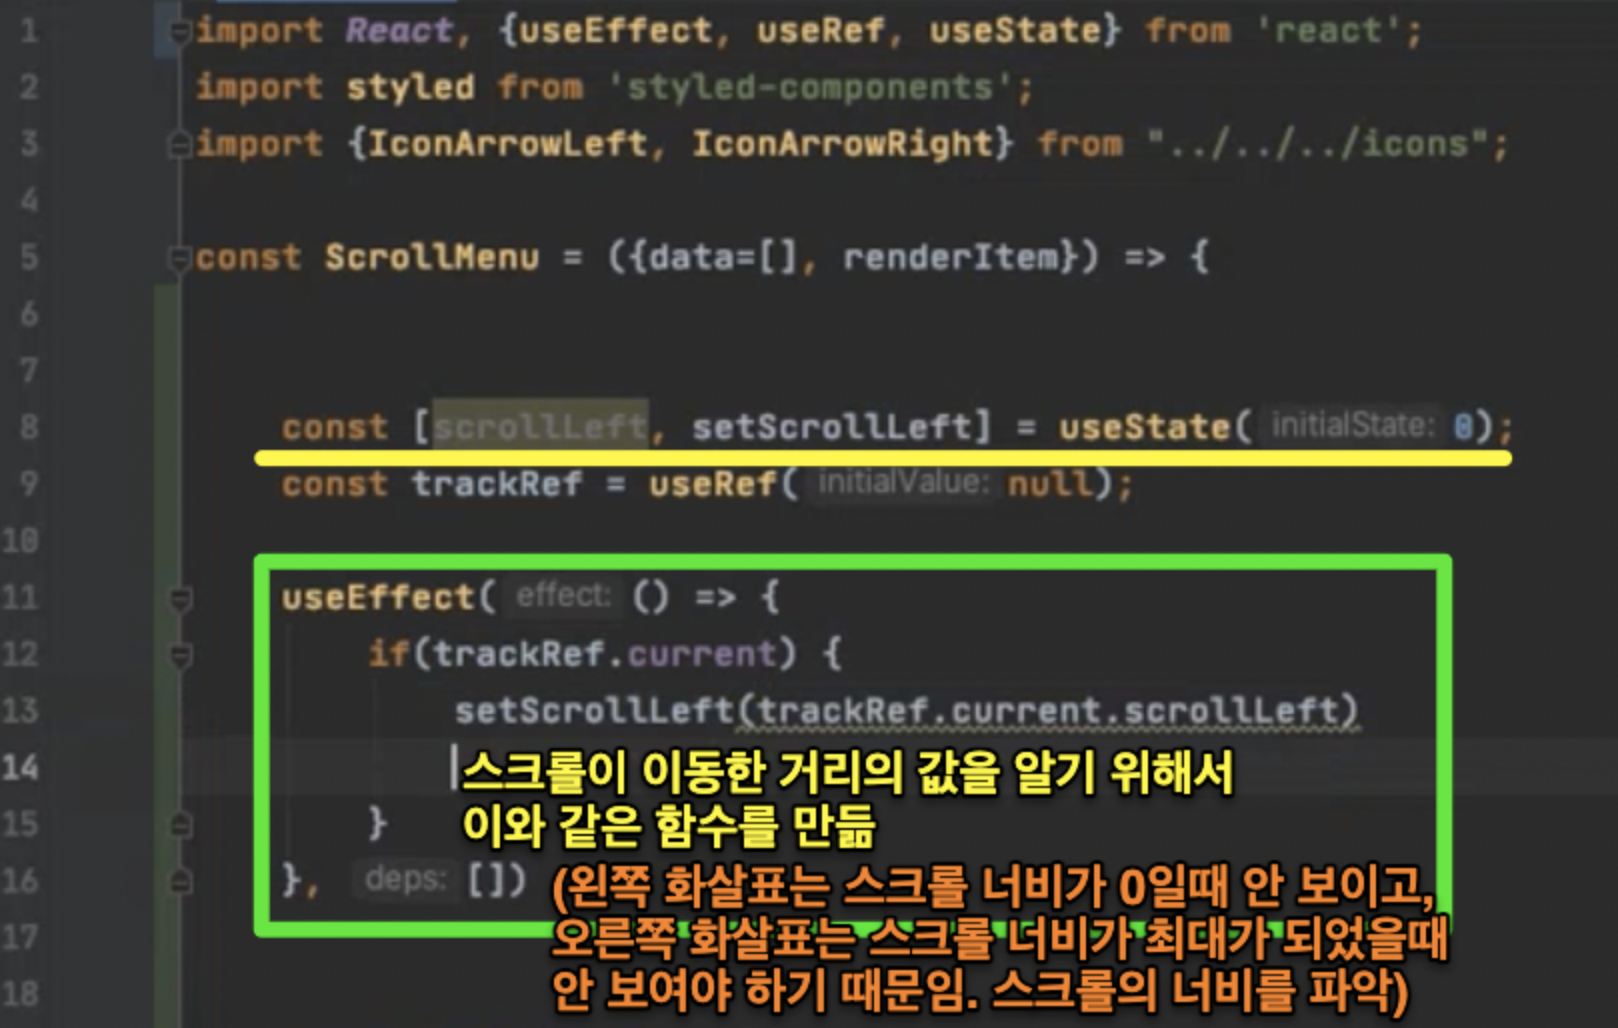 1 import React, {useEffect, useRef, useState} from 'react';
2 import styled from 'styled-components';
3 import {IconArrowLeft, IconArrowRight} from "../../../icons";
4
5 const ScrollMenu = ({data=[], renderItem}) => {
6
7
8 const [scrollLeft, setScrollLeft] = useState( initialState: 0);
9 const trackRef = useRef( initialValue: null);
10
11 useEffect( effect: () => {
12 if(trackRef.current) {
13 setScrollLeft(trackRef.current.scrollLeft)
14 스크롤이 이동한 거리의 값을 알기 위해서
이와 같은 함수를 만듦
15 }
16 }, deps: [])
(왼쪽 화살표는 스크롤 너비가 0일때 안 보이고,
17 오른쪽 화살표는 스크롤 너비가 최대가 되었을때
18 안 보여야 하기 때문임. 스크롤의 너비를 파악)